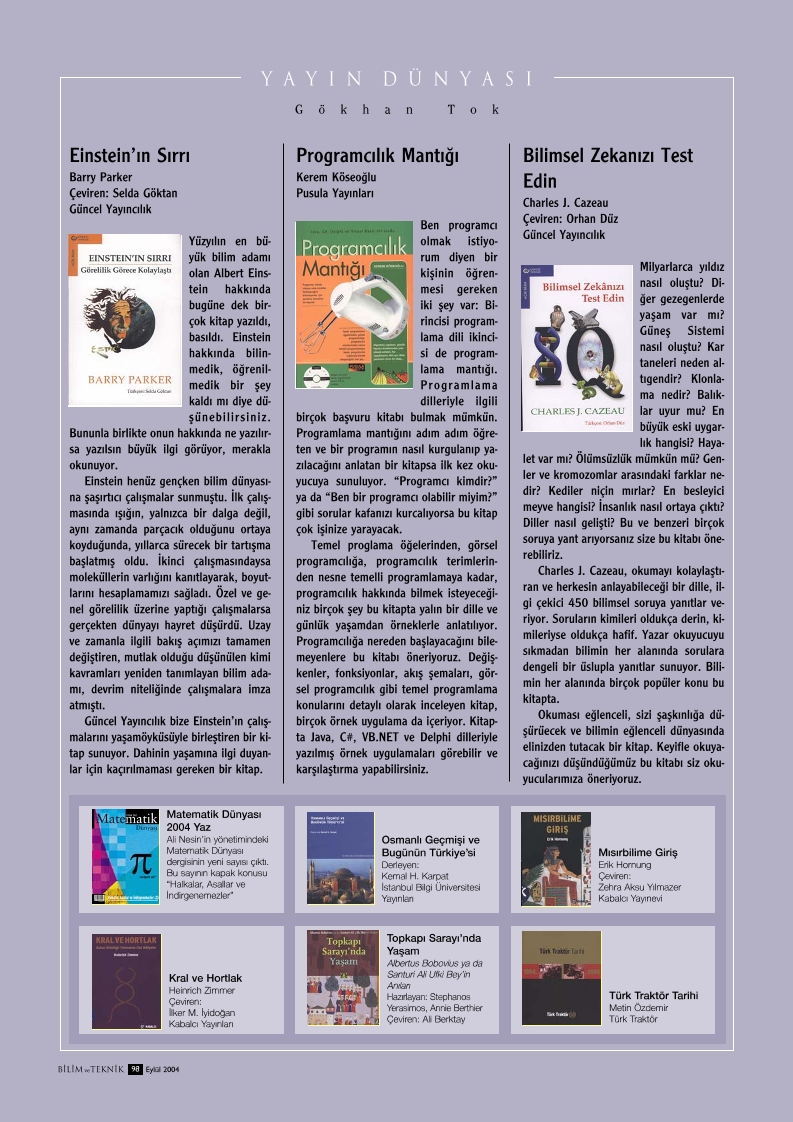 YAYIN DÜNYASI
Gökhan Tok
Einstein’ın Sırrı
Barry Parker
Çeviren: Selda Göktan
Güncel Yayıncılık
EINSTEIN'IN SIRRI
Görelilik Görece Kolaylaştı
BARRY PARKER
Türkçesi: Selda Göktan
Yüzyılın en bü-
yük bilim adamı
olan Albert Eins-
tein hakkında
bugüne dek bir-
çok kitap yazıldı,
basıldı. Einstein
hakkında bilin-
medik, öğrenil-
medik bir şey
kaldı mı diye dü-
şünebilirsiniz.
Bununla birlikte onun hakkında ne yazılır-
sa yazılsın büyük ilgi görüyor, merakla
okunuyor.
Einstein henüz gençken bilim dünyası-
na şaşırtıcı çalışmalar sunmuştu. İlk çalış-
masında ışığın, yalnızca bir dalga değil,
aynı zamanda parçacık olduğunu ortaya
koyduğunda, yıllarca sürecek bir tartışma
başlatmış oldu. İkinci çalışmasındaysa
moleküllerin varlığını kanıtlayarak, boyut-
larını hesaplamamızı sağladı. Özel ve ge-
nel görelilik üzerine yaptığı çalışmalarsa
gerçekten dünyayı hayret düşürdü. Uzay
ve zamanla ilgili bakış açımızı tamamen
değiştiren, mutlak olduğu düşünülen kimi
kavramları yeniden tanımlayan bilim ada-
mı, devrim niteliğinde çalışmalara imza
atmıştı.
Güncel Yayıncılık bize Einstein’ın çalış-
malarını yaşamöyküsüyle birleştiren bir ki-
tap sunuyor. Dahinin yaşamına ilgi duyan-
lar için kaçırılmaması gereken bir kitap.
Programcılık Mantığı
Kerem Köseoğlu
Pusula Yayınları
Programcılık
Mantığı
Ben programcı
olmak istiyo-
rum diyen bir
kişinin öğren-
mesi gereken
iki şey var: Bi-
rincisi program-
lama dili ikinci-
si de program-
lama mantığı.
Programlama
dilleriyle ilgili
birçok başvuru kitabı bulmak mümkün.
Programlama mantığını adım adım öğre-
ten ve bir programın nasıl kurgulanıp ya-
zılacağını anlatan bir kitapsa ilk kez oku-
yucuya sunuluyor. “Programcı kimdir?”
ya da “Ben bir programcı olabilir miyim?”
gibi sorular kafanızı kurcalıyorsa bu kitap
çok işinize yarayacak.
Temel proglama öğelerinden, görsel
programcılığa, programcılık terimlerin-
den nesne temelli programlamaya kadar,
programcılık hakkında bilmek isteyeceği-
niz birçok şey bu kitapta yalın bir dille ve
günlük yaşamdan örneklerle anlatılıyor.
Programcılığa nereden başlayacağını bile-
meyenlere bu kitabı öneriyoruz. Değiş-
kenler, fonksiyonlar, akış şemaları, gör-
sel programcılık gibi temel programlama
konularını detaylı olarak inceleyen kitap,
birçok örnek uygulama da içeriyor. Kitap-
ta Java, C#, VB.NET ve Delphi dilleriyle
yazılmış örnek uygulamaları görebilir ve
karşılaştırma yapabilirsiniz.
Bilimsel Zekanızı Test
Edin
Charles J. Cazeau
Çeviren: Orhan Düz
Güncel Yayıncılık
Bilimsel Zekânızı
Test Edin
IQ
CHARLES J. CAZEAU
Türkçesi: Orhan Düz
Milyarlarca yıldız
nasıl oluştu? Di-
ğer gezegenlerde
yaşam var mı?
Güneş Sistemi
nasıl oluştu? Kar
taneleri neden al-
tıgendir? Klonla-
ma nedir? Balık-
lar uyur mu? En
büyük eski uygar-
lık hangisi? Haya-
let var mı? Ölümsüzlük mümkün mü? Gen-
ler ve kromozomlar arasındaki farklar ne-
dir? Kediler niçin mırlar? En besleyici
meyve hangisi? İnsanlık nasıl ortaya çıktı?
Diller nasıl gelişti? Bu ve benzeri birçok
soruya yant arıyorsanız size bu kitabı öne-
rebiliriz.
Charles J. Cazeau, okumayı kolaylaştı-
ran ve herkesin anlayabileceği bir dille, il-
gi çekici 450 bilimsel soruya yanıtlar ve-
riyor. Soruların kimileri oldukça derin, ki-
mileriyse oldukça hafif. Yazar okuyucuyu
sıkmadan bilimin her alanında sorulara
dengeli bir üslupla yanıtlar sunuyor. Bili-
min her alanında birçok popüler konu bu
kitapta.
Okuması eğlenceli, sizi şaşkınlığa dü-
şürücek ve bilimin eğlenceli dünyasında
elinizden tutacak bir kitap. Keyifle okuya-
cağınızı düşündüğümüz bu kitabı siz oku-
yucularımıza öneriyoruz.
Matematik
Dünyası
π
Matematik Dünyası
2004 Yaz
Ali Nesin’in yönetimindeki
Matematik Dünyası
dergisinin yeni sayısı çıktı.
Bu sayının kapak konusu
“Halkalar, Asallar ve
İndirgenemezler”
Osmanlı Geçmişi ve
Bugünün Türkiye’si
Derleyen:
Kemal H. Karpat
İstanbul Bilgi Üniversitesi
Yayınları
MISIRBİLİME
GİRİŞ
Erik Hornung
Mısırbilime Giriş
Erik Hornung
Çeviren:
Zehra Aksu Yılmazer
Kabalcı Yayınevi
KRAL VE HORTLAK
Heinrich Zimmer
Kral ve Hortlak
Heinrich Zimmer
Çeviren:
İlker M. İyidoğan
Kabalcı Yayınları
Topkapı
Sarayı'nda
Yaşam
Topkapı Sarayı’nda
Yaşam
Albertus Bobovius ya da
Santuri Ali Ufki Bey’in
Anıları
Hazırlayan: Stephanos
Yerasimos, Annie Berthier
Çeviren: Ali Berktay
Türk Traktör Tarihi
Türk Traktör
Türk Traktör Tarihi
Metin Özdemir
Türk Traktör
BİLİM ve TEKNİK 98 Eylül 2004